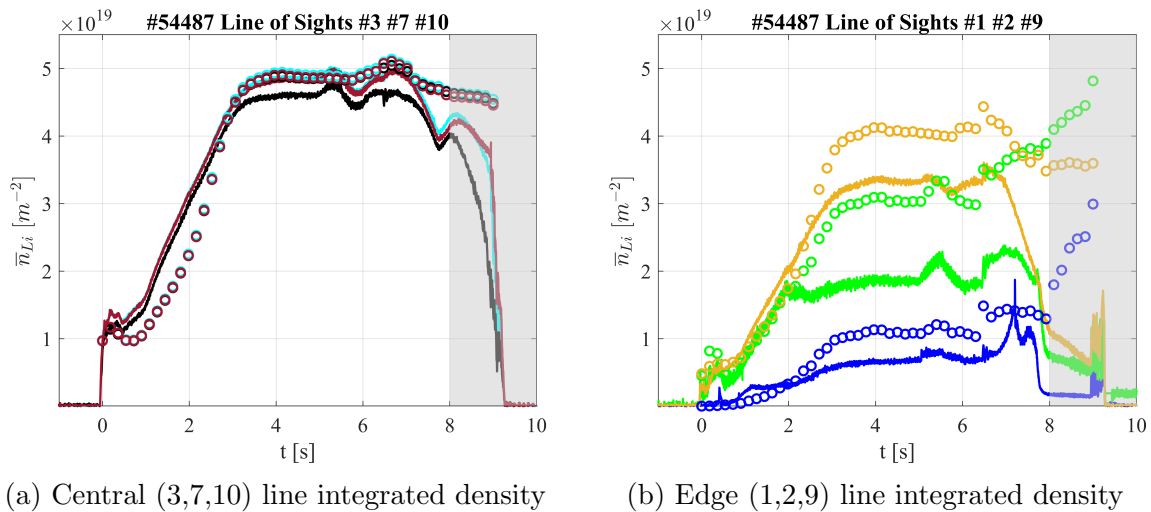 ×10^19
#54487 Line of Sights #3 #7 #10
5
4
3
2
1
n̅_Li [m^-2]
0 2 4 6 8 10
t [s]
(a) Central (3,7,10) line integrated density
×10^19
#54487 Line of Sights #1 #2 #9
5
4
3
2
1
n̅_Li [m^-2]
0 2 4 6 8 10
t [s]
(b) Edge (1,2,9) line integrated density